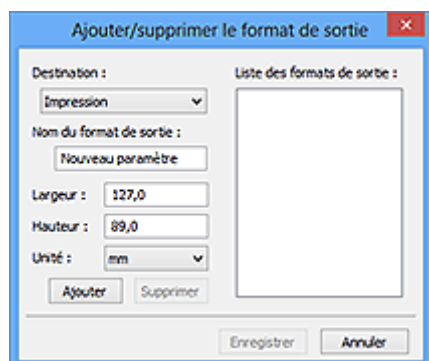 Ajouter/supprimer le format de sortie
Destination :
Impression
Nom du format de sortie :
Nouveau paramètre
Largeur : 127,0
Hauteur : 89,0
Unité : mm
Ajouter Supprimer
Liste des formats de sortie :
Enregistrer Annuler